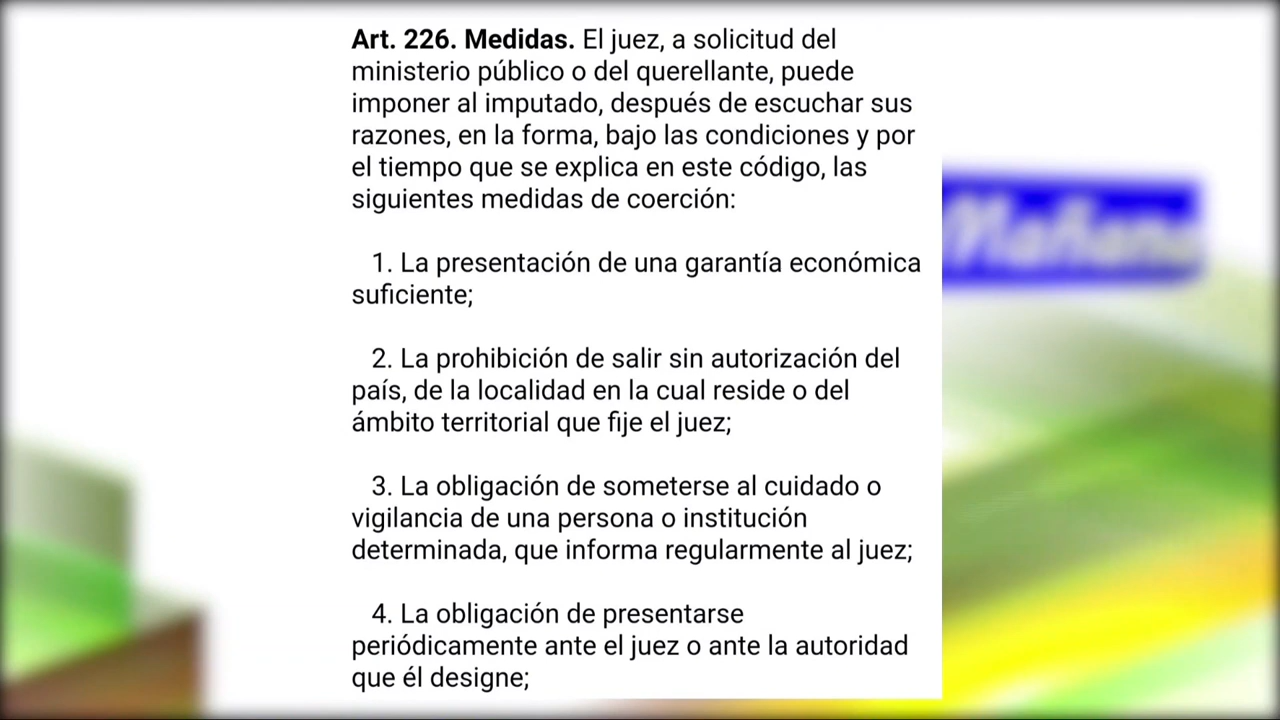 Art. 226. Medidas. El juez, a solicitud del
ministerio público o del querellante, puede
imponer al imputado, después de escuchar sus
razones, en la forma, bajo las condiciones y por
el tiempo que se explica en este código, las
siguientes medidas de coerción:
1. La presentación de una garantía económica
suficiente;
2. La prohibición de salir sin autorización del
país, de la localidad en la cual reside o del
ámbito territorial que fije el juez;
3. La obligación de someterse al cuidado o
vigilancia de una persona o institución
determinada, que informa regularmente al juez;
4. La obligación de presentarse
periódicamente ante el juez o ante la autoridad
que él designe;
Mañana